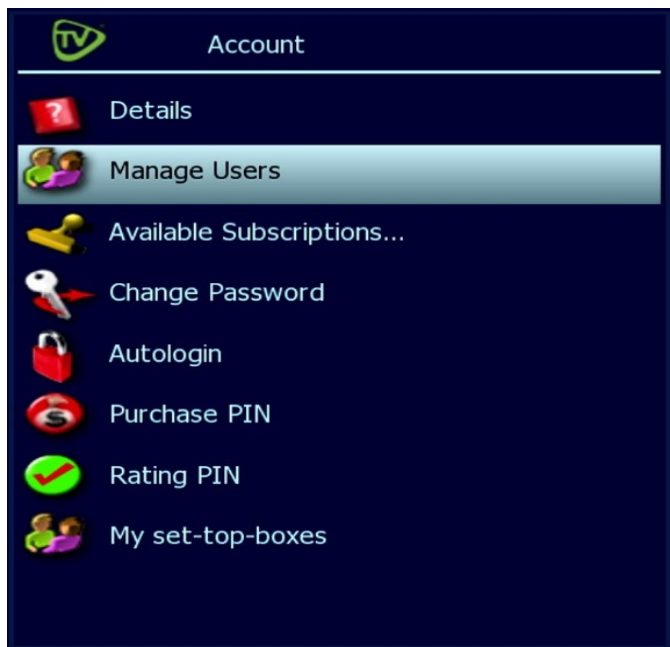 TV
Account
Details
Manage Users
Available Subscriptions...
Change Password
Autologin
Purchase PIN
Rating PIN
My set-top-boxes